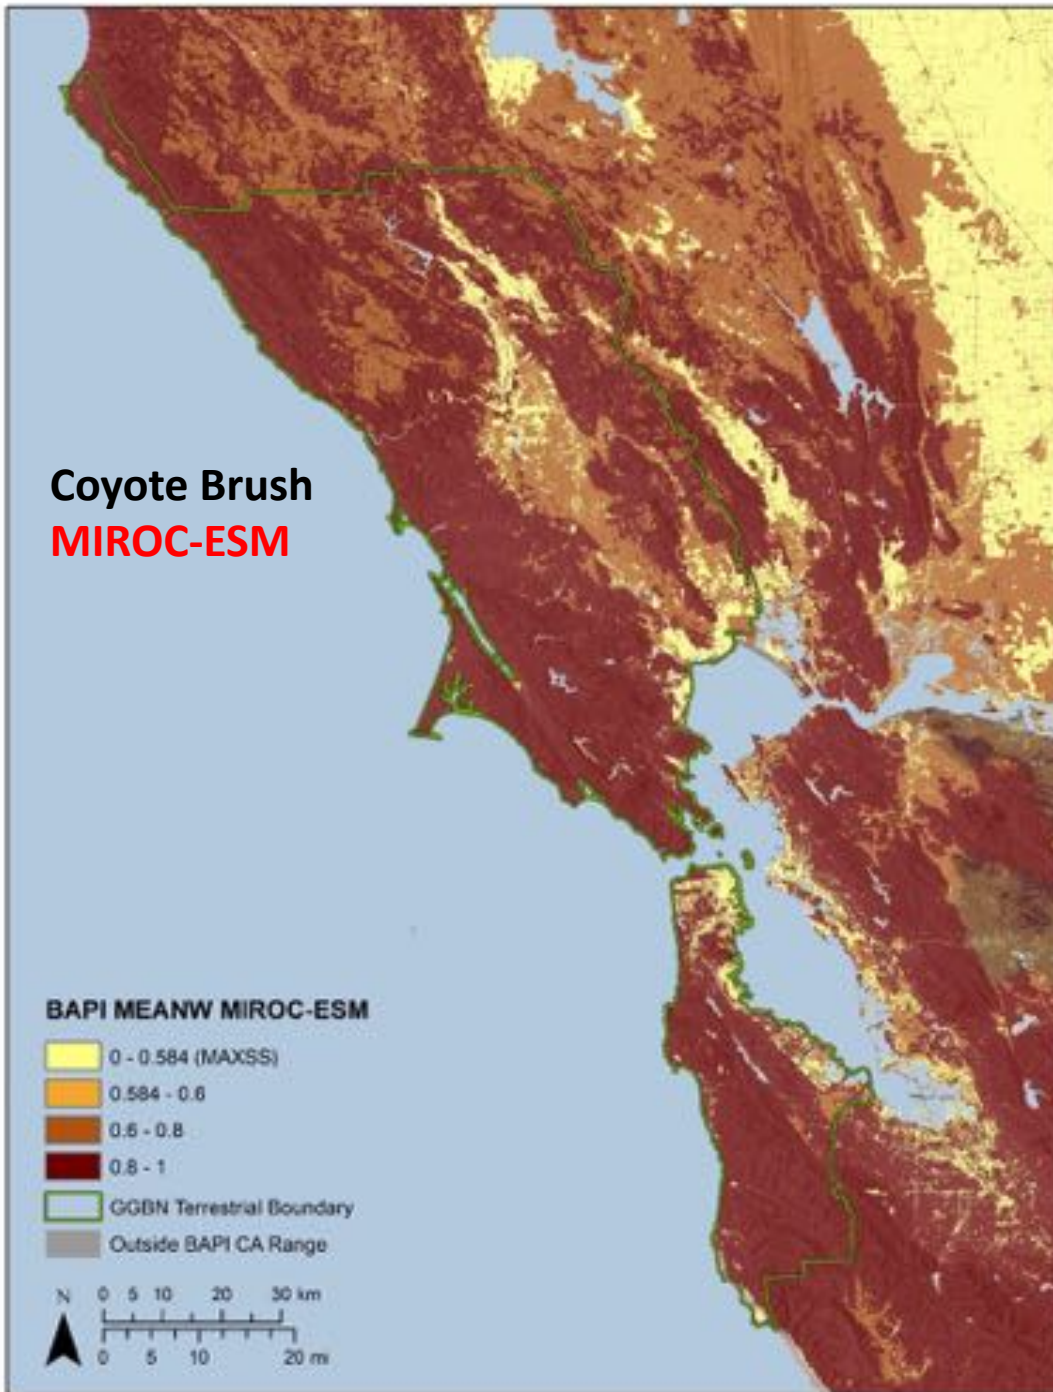 Coyote Brush
MIROC-ESM
BAPI MEANW MIROC-ESM
0 - 0.584 (MAXSS)
0.584 - 0.6
0.6 - 0.8
0.8 - 1
GGBN Terrestrial Boundary
Outside BAPI CA Range
N 0 5 10 20 30 km
0 5 10 20 mi